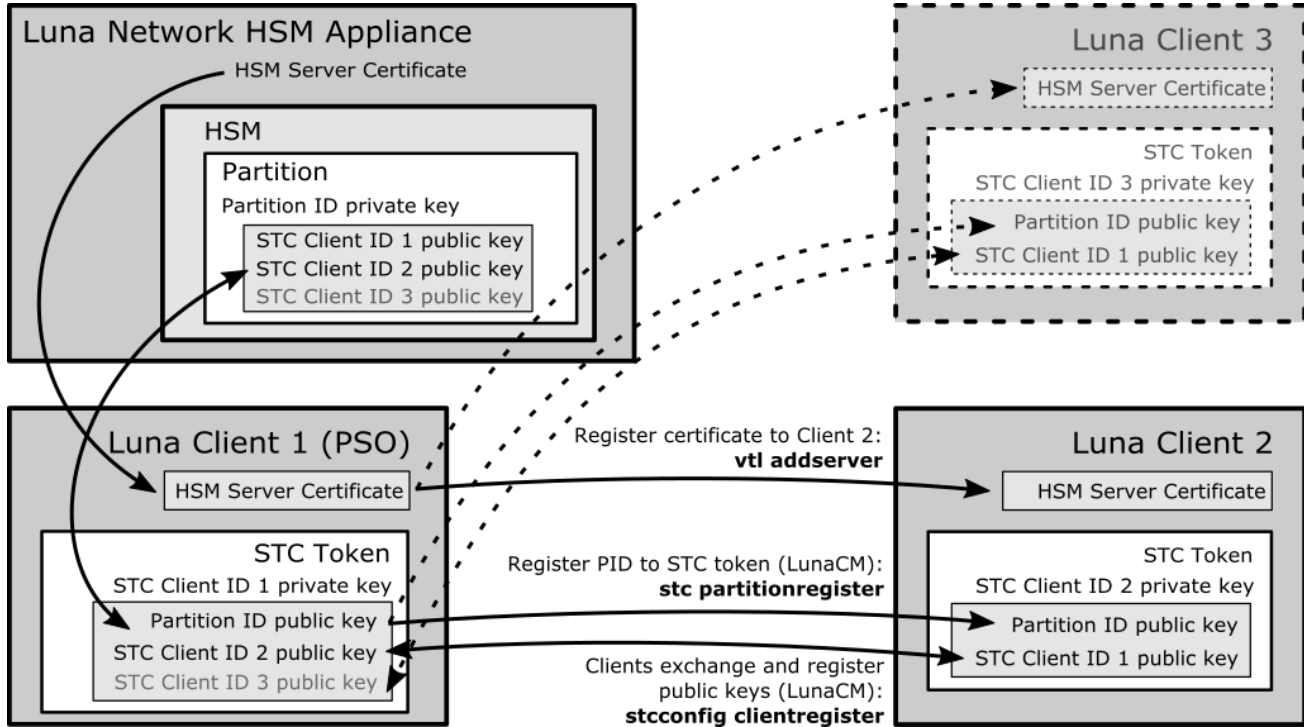 Luna Network HSM Appliance
HSM Server Certificate
HSM
Partition
Partition ID private key
STC Client ID 1 public key
STC Client ID 2 public key
STC Client ID 3 public key
Luna Client 3
HSM Server Certificate
STC Token
STC Client ID 3 private key
Partition ID public key
STC Client ID 1 public key
Luna Client 1 (PSO)
HSM Server Certificate
STC Token
STC Client ID 1 private key
Partition ID public key
STC Client ID 2 public key
STC Client ID 3 public key
Register certificate to Client 2:
vtl addserver
Register PID to STC token (LunaCM):
stc partitionregister
Clients exchange and register
public keys (LunaCM):
stcconfig clientregister
Luna Client 2
HSM Server Certificate
STC Token
STC Client ID 2 private key
Partition ID public key
STC Client ID 1 public key